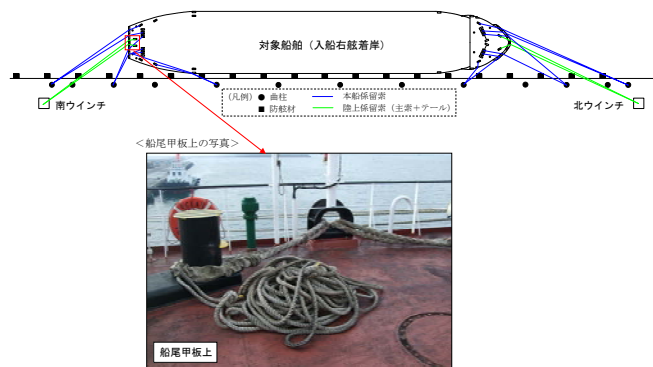 対象船舶（入船右舷着岸）
南ウインチ
北ウインチ
(凡例) ● 曲柱 本船係留索
■ 防舷材 陸上係留索（主索＋テール）
＜船尾甲板上の写真＞
船尾甲板上